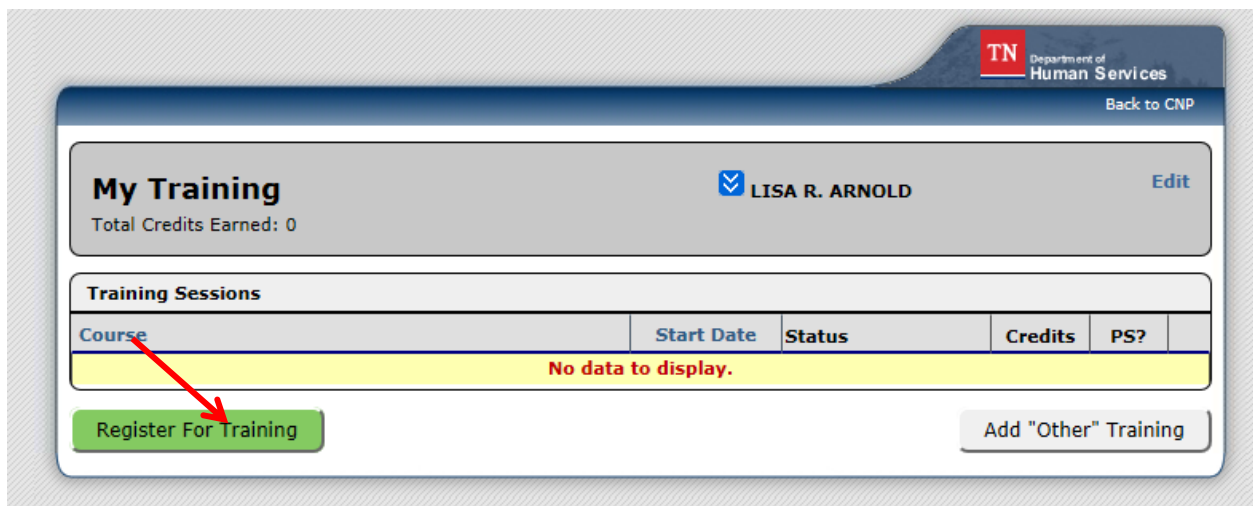 TN Department of
Human Services
Back to CNP
My Training
LISA R. ARNOLD
Edit
Total Credits Earned: 0
Training Sessions
Course Start Date Status Credits PS?
No data to display.
Register For Training
Add "Other" Training